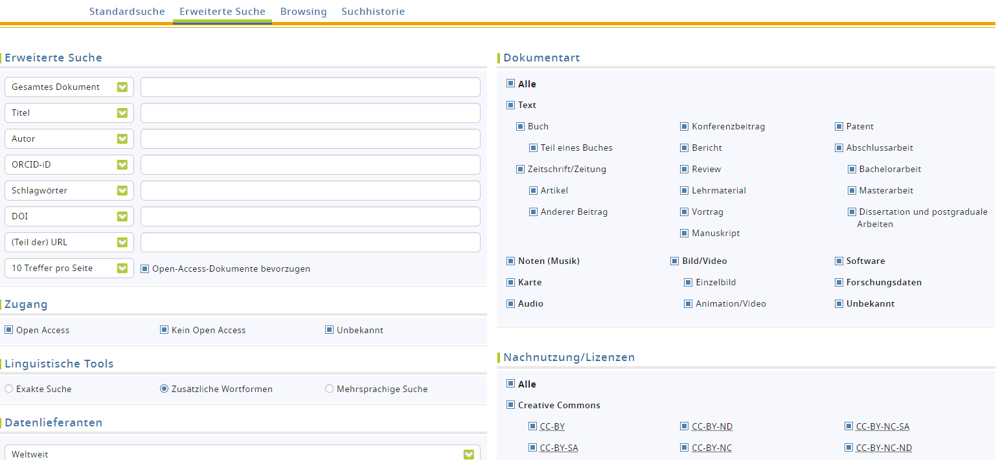 Standardsuche Erweiterte Suche Browsing Suchhistorie
Erweiterte Suche
Gesamtes Dokument
Titel
Autor
ORCID-iD
Schlagwörter
DOI
(Teil der) URL
10 Treffer pro Seite Open-Access-Dokumente bevorzugen
Zugang
Open Access Kein Open Access Unbekannt
Linguistische Tools
Exakte Suche Zusätzliche Wortformen Mehrsprachige Suche
Datenlieferanten
Weltweit
Dokumentart
Alle
Text
Buch Konferenzbeitrag Patent
Teil eines Buches Bericht Abschlussarbeit
Zeitschrift/Zeitung Review Bachelorarbeit
Artikel Lehrmaterial Masterarbeit
Anderer Beitrag Vortrag Dissertation und postgraduale
Arbeiten
Manuskript
Noten (Musik) Bild/Video Software
Karte Einzelbild Forschungsdaten
Audio Animation/Video Unbekannt
Nachnutzung/Lizenzen
Alle
Creative Commons
CC-BY CC-BY-ND CC-BY-NC-SA
CC-BY-SA CC-BY-NC CC-BY-NC-ND